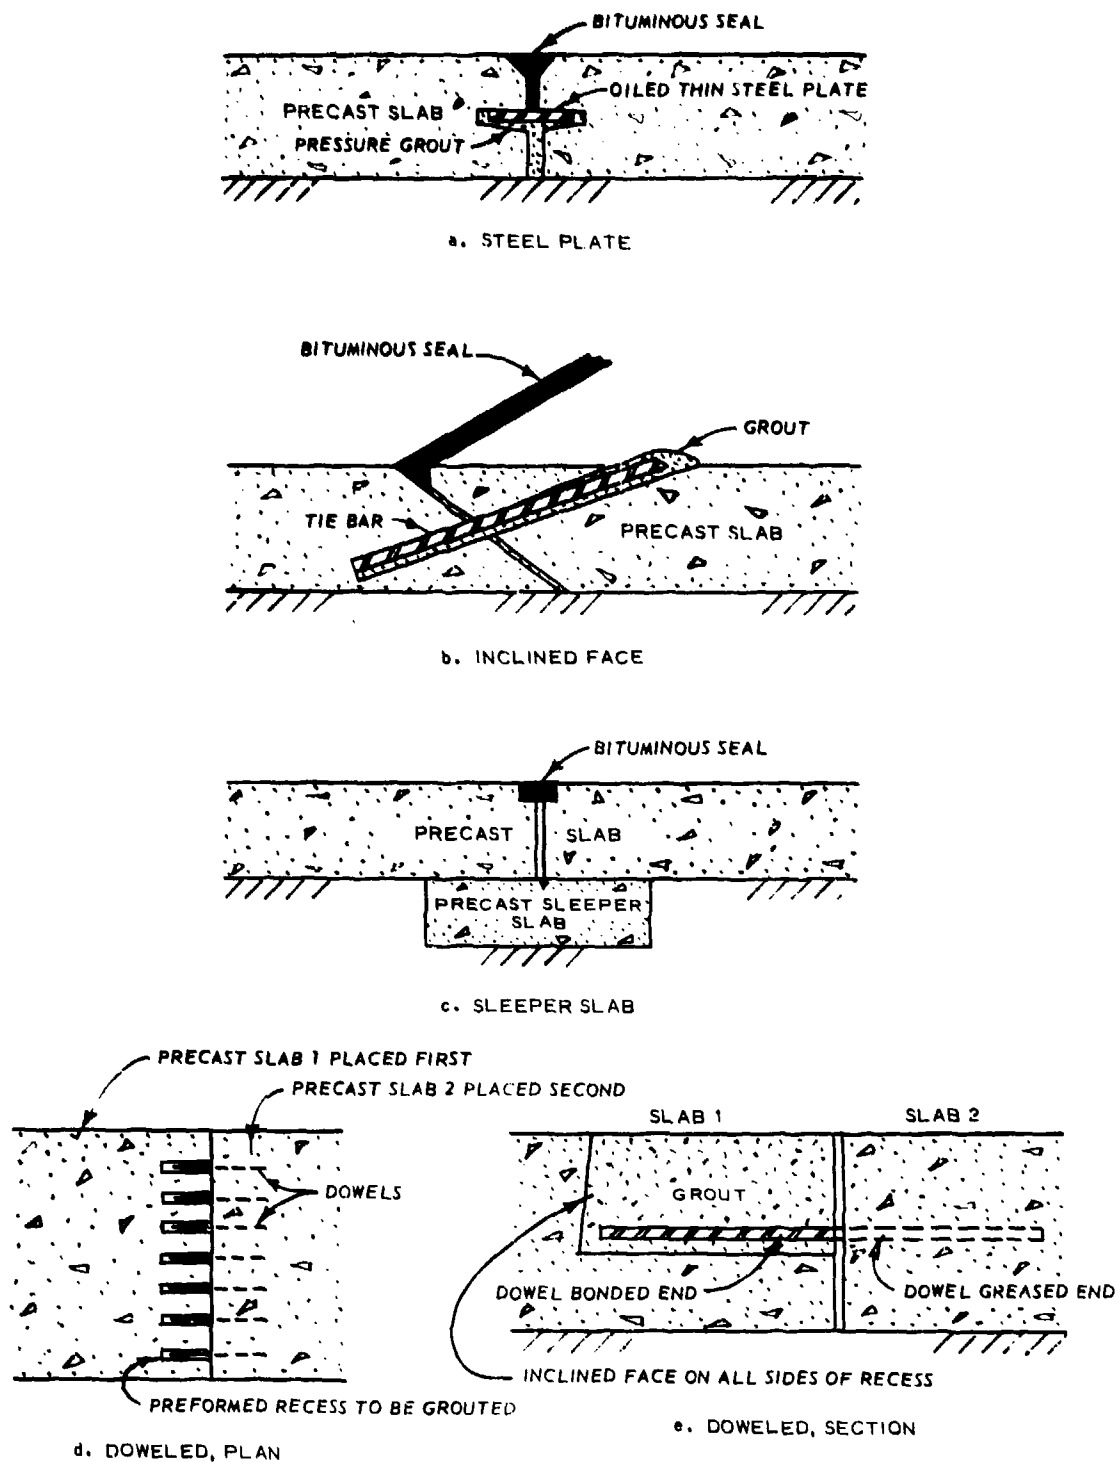 BITUMINOUS SEAL
OILED THIN STEEL PLATE
PRECAST SLAB
PRESSURE GROUT
a. STEEL PLATE
BITUMINOUS SEAL
GROUT
TIE BAR
PRECAST SLAB
b. INCLINED FACE
BITUMINOUS SEAL
PRECAST SLAB
PRECAST SLEEPER
SLAB
c. SLEEPER SLAB
PRECAST SLAB 1 PLACED FIRST
PRECAST SLAB 2 PLACED SECOND
DOWELS
PREFORMED RECESS TO BE GROUTED
d. DOWELED, PLAN
SLAB 1
SLAB 2
GROUT
DOWEL BONDED END
DOWEL GREASED END
INCLINED FACE ON ALL SIDES OF RECESS
e. DOWELED, SECTION